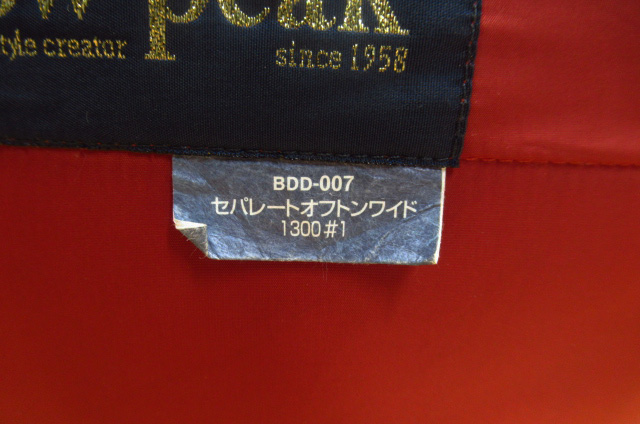 peak
style creator
since 1958
BDD-007
セパレートオフトンワイド
1300#1